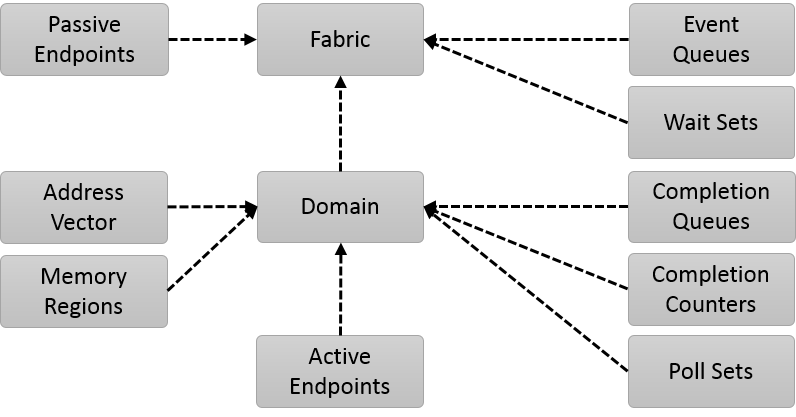 Passive
Endpoints
Fabric
Event
Queues
Wait Sets
Address
Vector
Domain
Completion
Queues
Memory
Regions
Completion
Counters
Active
Endpoints
Poll Sets